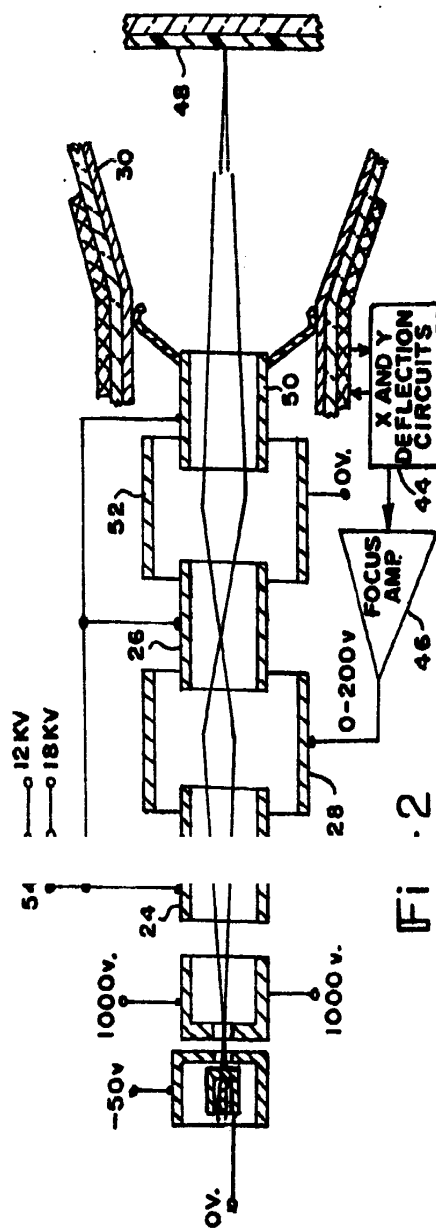 12KV
18KV
54
48
30
52
26
24
50
1000v.
-50v
0V.
1000v.
28
0V.
0-200v
FOCUS
AMP.
46
44
X AND Y
DEFLECTION
CIRCUITS
Fi .2